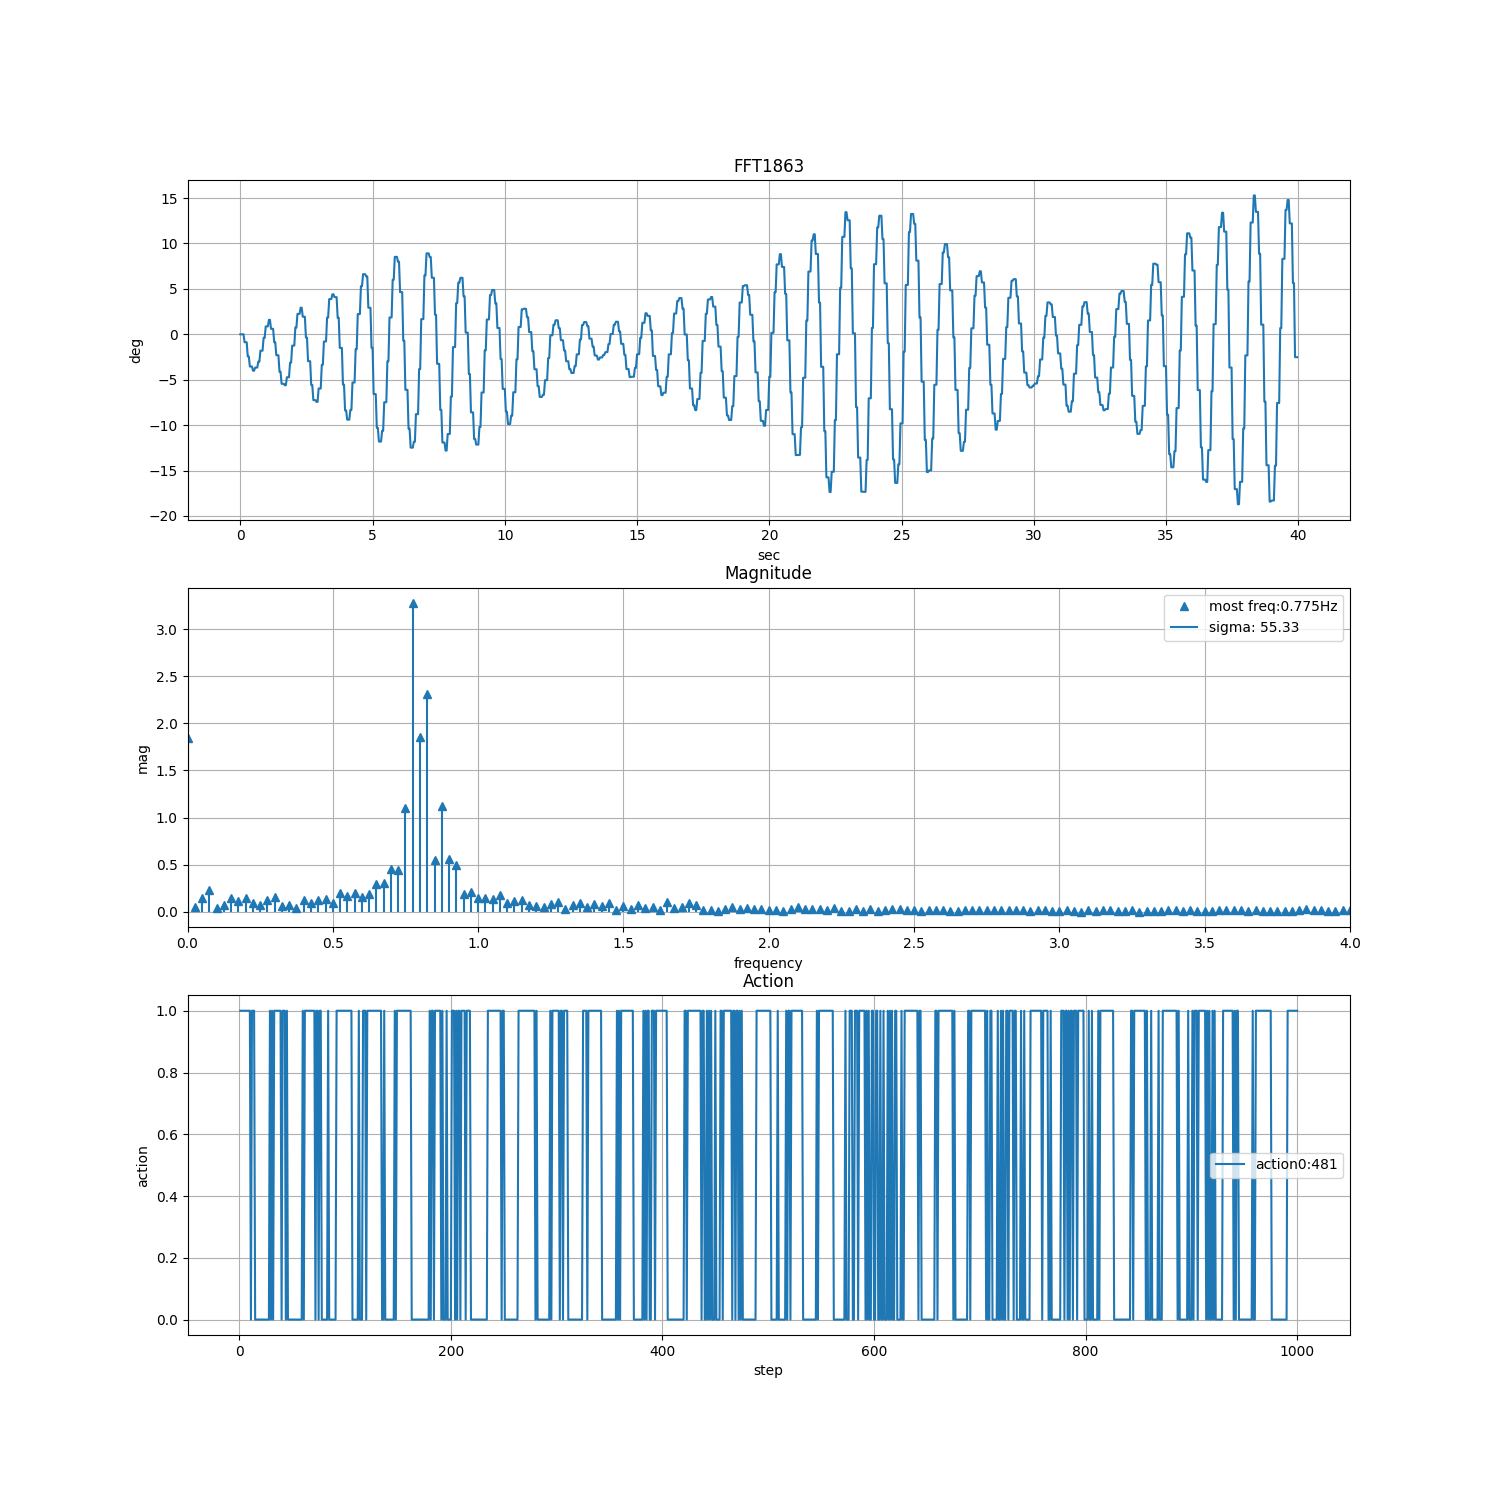 FFT1863
15
10
5
0
−5
−10
−15
−20
deg
0 5 10 15 20 25 30 35 40
sec
Magnitude
most freq:0.775Hz
sigma: 55.33
3.0
2.5
2.0
1.5
1.0
0.5
0.0
mag
0.0 0.5 1.0 1.5 2.0 2.5 3.0 3.5 4.0
frequency
Action
1.0
0.8
0.6
0.4
0.2
0.0
action
action0:481
0 200 400 600 800 1000
step